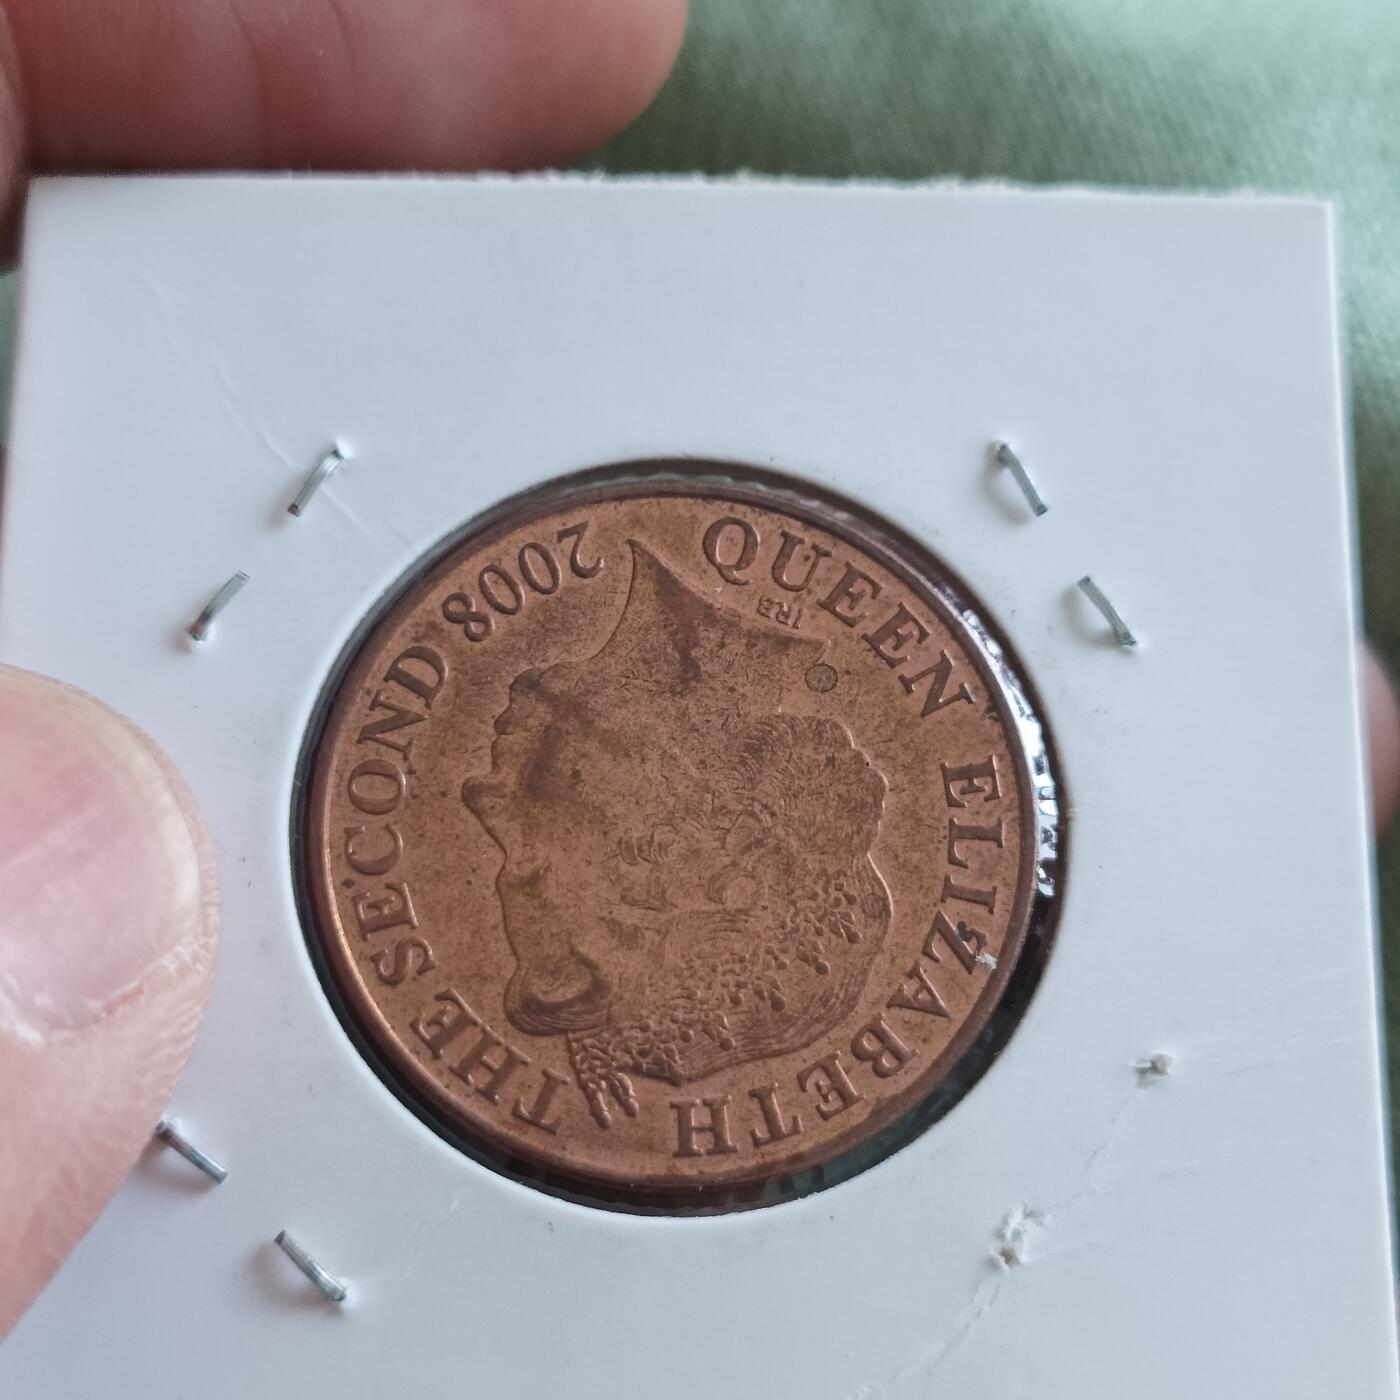 QUEEN ELIZABETH THE SECOND 2008
IRB